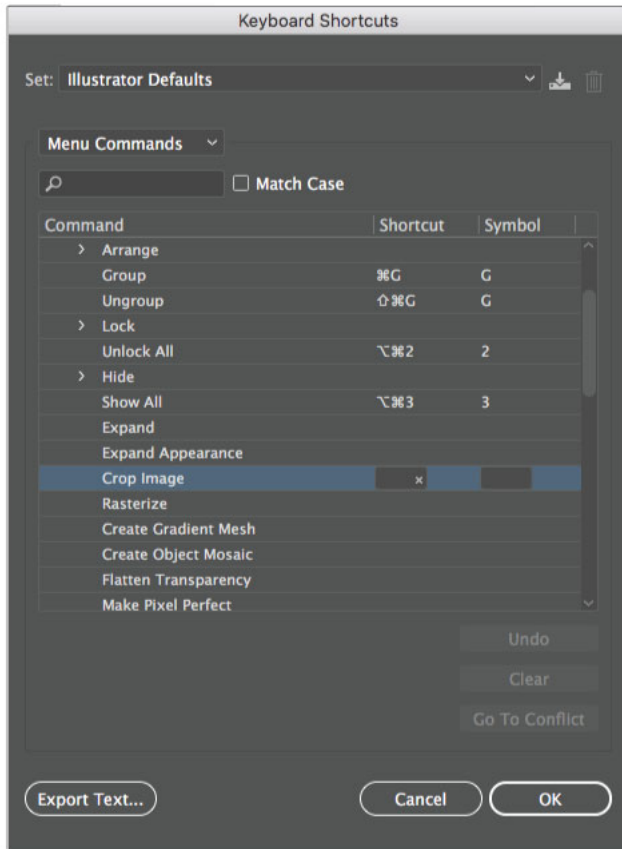 Keyboard Shortcuts
Set: Illustrator Defaults
Menu Commands
Match Case
Command Shortcut Symbol
Arrange
Group ⌘G G
Ungroup ⇧⌘G G
Lock
Unlock All ⌥⌘2 2
Hide
Show All ⌥⌘3 3
Expand
Expand Appearance
Crop Image
Rasterize
Create Gradient Mesh
Create Object Mosaic
Flatten Transparency
Make Pixel Perfect
Undo
Clear
Go To Conflict
Export Text... Cancel OK